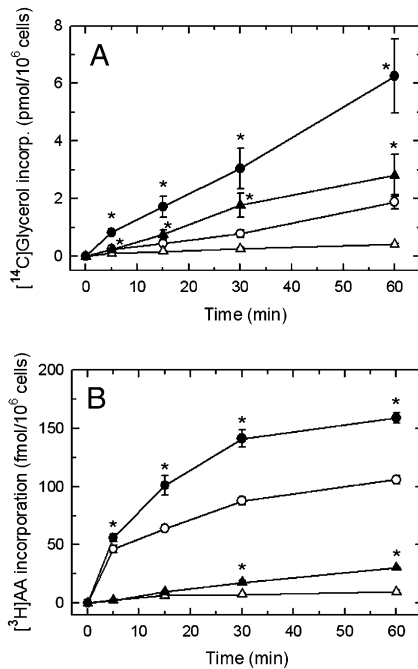 A
[¹⁴C]Glycerol incorp. (pmol/10⁶ cells)
8
6
4
2
0
* * * * * * * *
0 10 20 30 40 50 60
Time (min)
B
[³H]AA incorporation (fmol/10⁶ cells)
200
150
100
50
0
* * * * * *
0 10 20 30 40 50 60
Time (min)